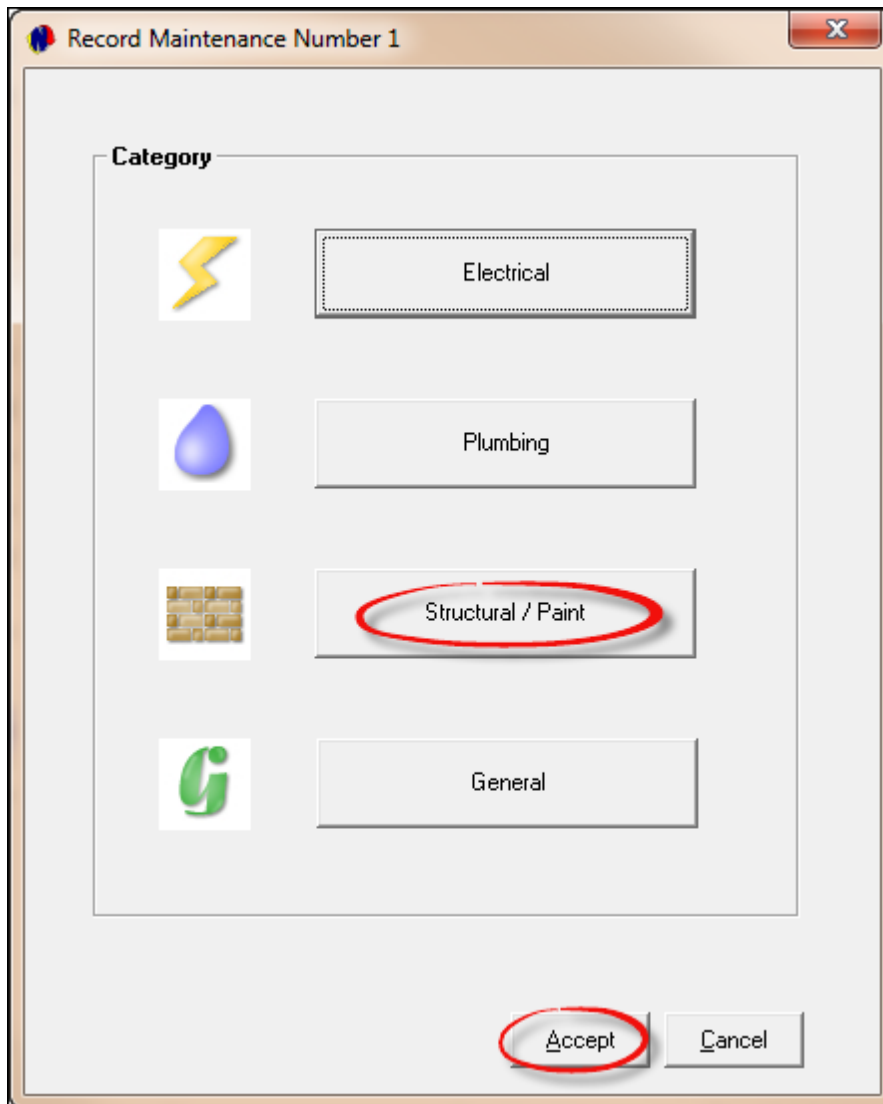 Record Maintenance Number 1
Category
Electrical
Plumbing
Structural / Paint
General
Accept Cancel